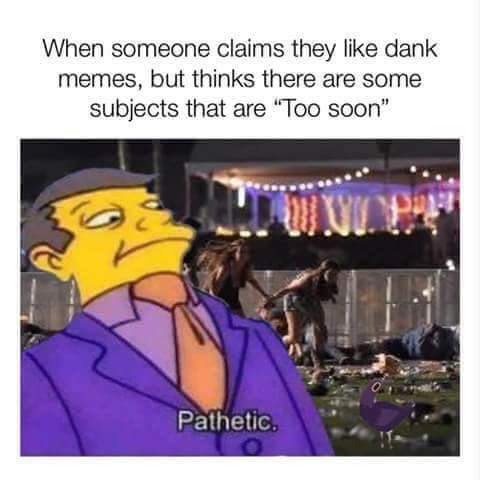 When someone claims they like dank
memes, but thinks there are some
subjects that are “Too soon”
Pathetic.